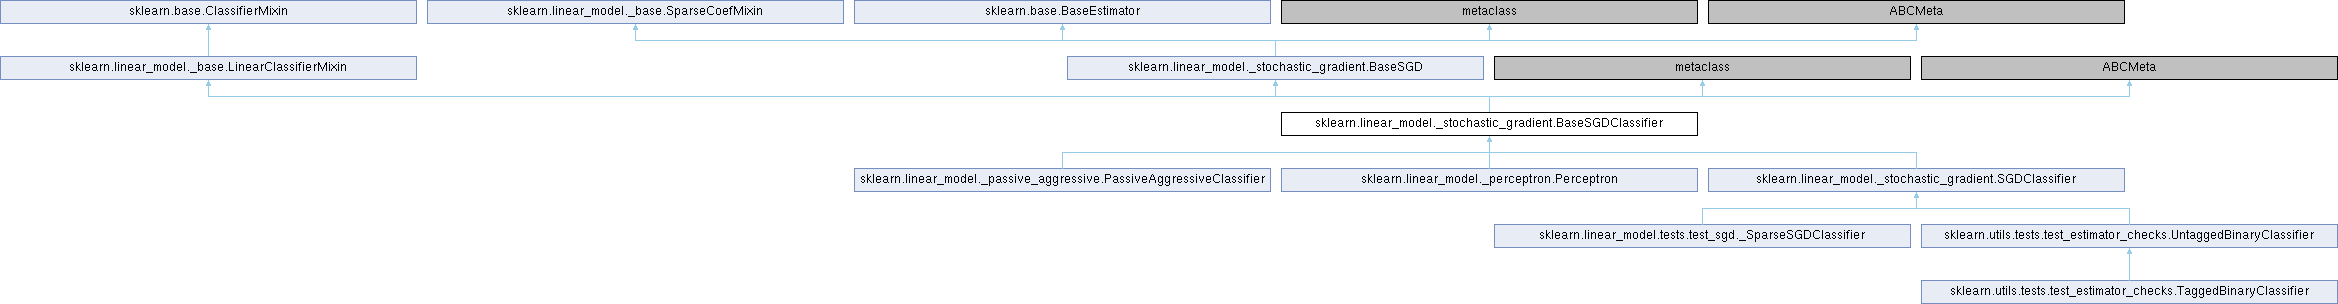 sklearn.base.ClassifierMixin
sklearn.linear_model._base.SparseCoefMixin
sklearn.base.BaseEstimator
metaclass
ABCMeta
sklearn.linear_model._base.LinearClassifierMixin
sklearn.linear_model._stochastic_gradient.BaseSGD
metaclass
ABCMeta
sklearn.linear_model._stochastic_gradient.BaseSGDClassifier
sklearn.linear_model._passive_aggressive.PassiveAggressiveClassifier
sklearn.linear_model._perceptron.Perceptron
sklearn.linear_model._stochastic_gradient.SGDClassifier
sklearn.linear_model.tests.test_sgd._SparseSGDClassifier
sklearn.utils.tests.test_estimator_checks.UntaggedBinaryClassifier
sklearn.utils.tests.test_estimator_checks.TaggedBinaryClassifier